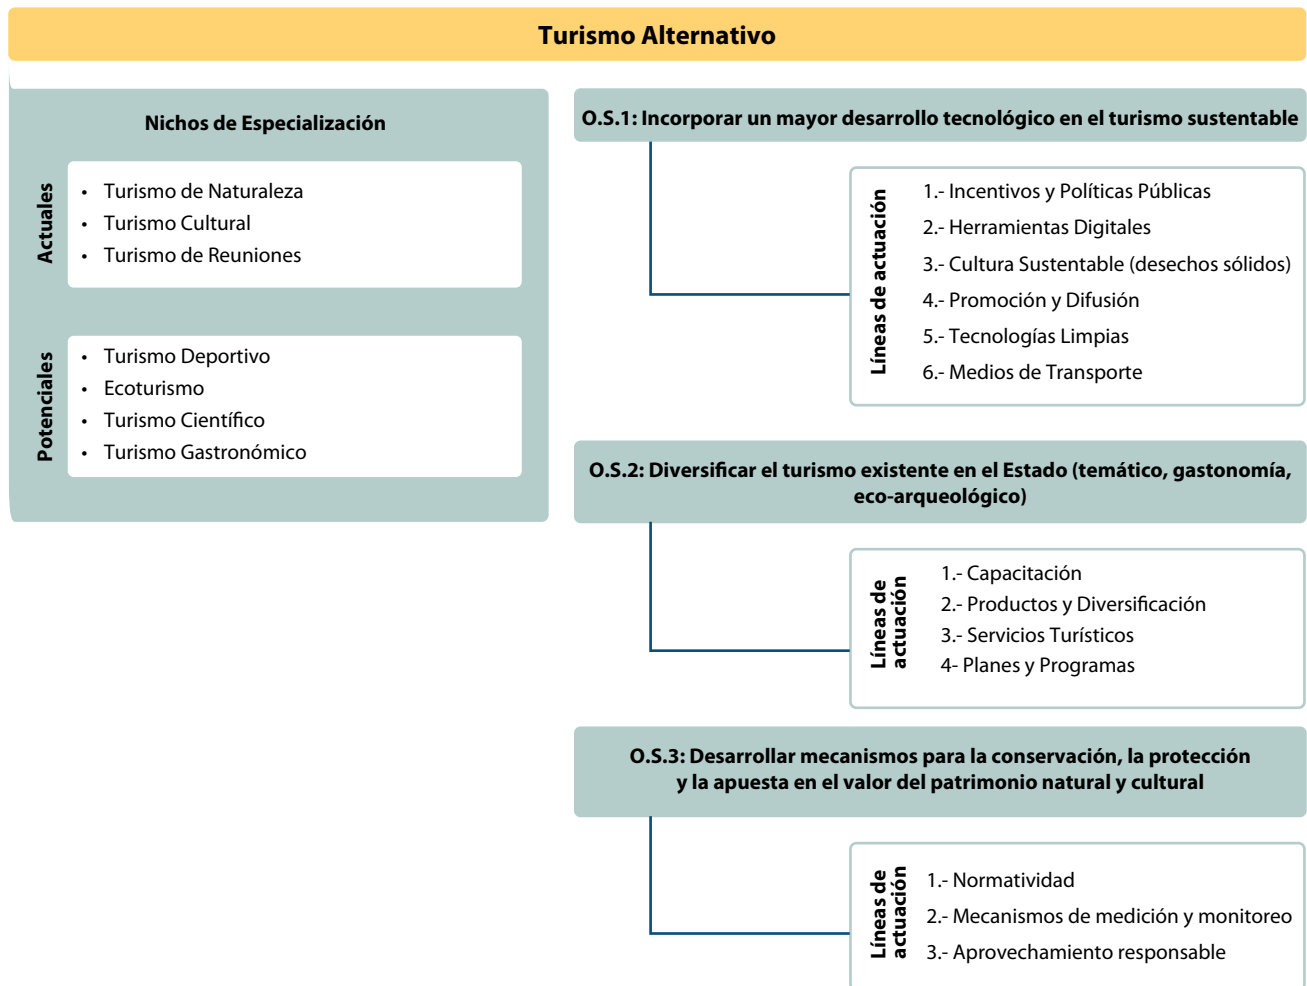 Turismo Alternativo
Nichos de Especialización
Actuales
• Turismo de Naturaleza
• Turismo Cultural
• Turismo de Reuniones
Potenciales
• Turismo Deportivo
• Ecoturismo
• Turismo Científico
• Turismo Gastronómico
O.S.1: Incorporar un mayor desarrollo tecnológico en el turismo sustentable
Líneas de actuación
1.- Incentivos y Políticas Públicas
2.- Herramientas Digitales
3.- Cultura Sustentable (desechos sólidos)
4.- Promoción y Difusión
5.- Tecnologías Limpias
6.- Medios de Transporte
O.S.2: Diversificar el turismo existente en el Estado (temático, gastonomía,
eco-arqueológico)
Líneas de
actuación
1.- Capacitación
2.- Productos y Diversificación
3.- Servicios Turísticos
4- Planes y Programas
O.S.3: Desarrollar mecanismos para la conservación, la protección
y la apuesta en el valor del patrimonio natural y cultural
Líneas de
actuación
1.- Normatividad
2.- Mecanismos de medición y monitoreo
3.- Aprovechamiento responsable